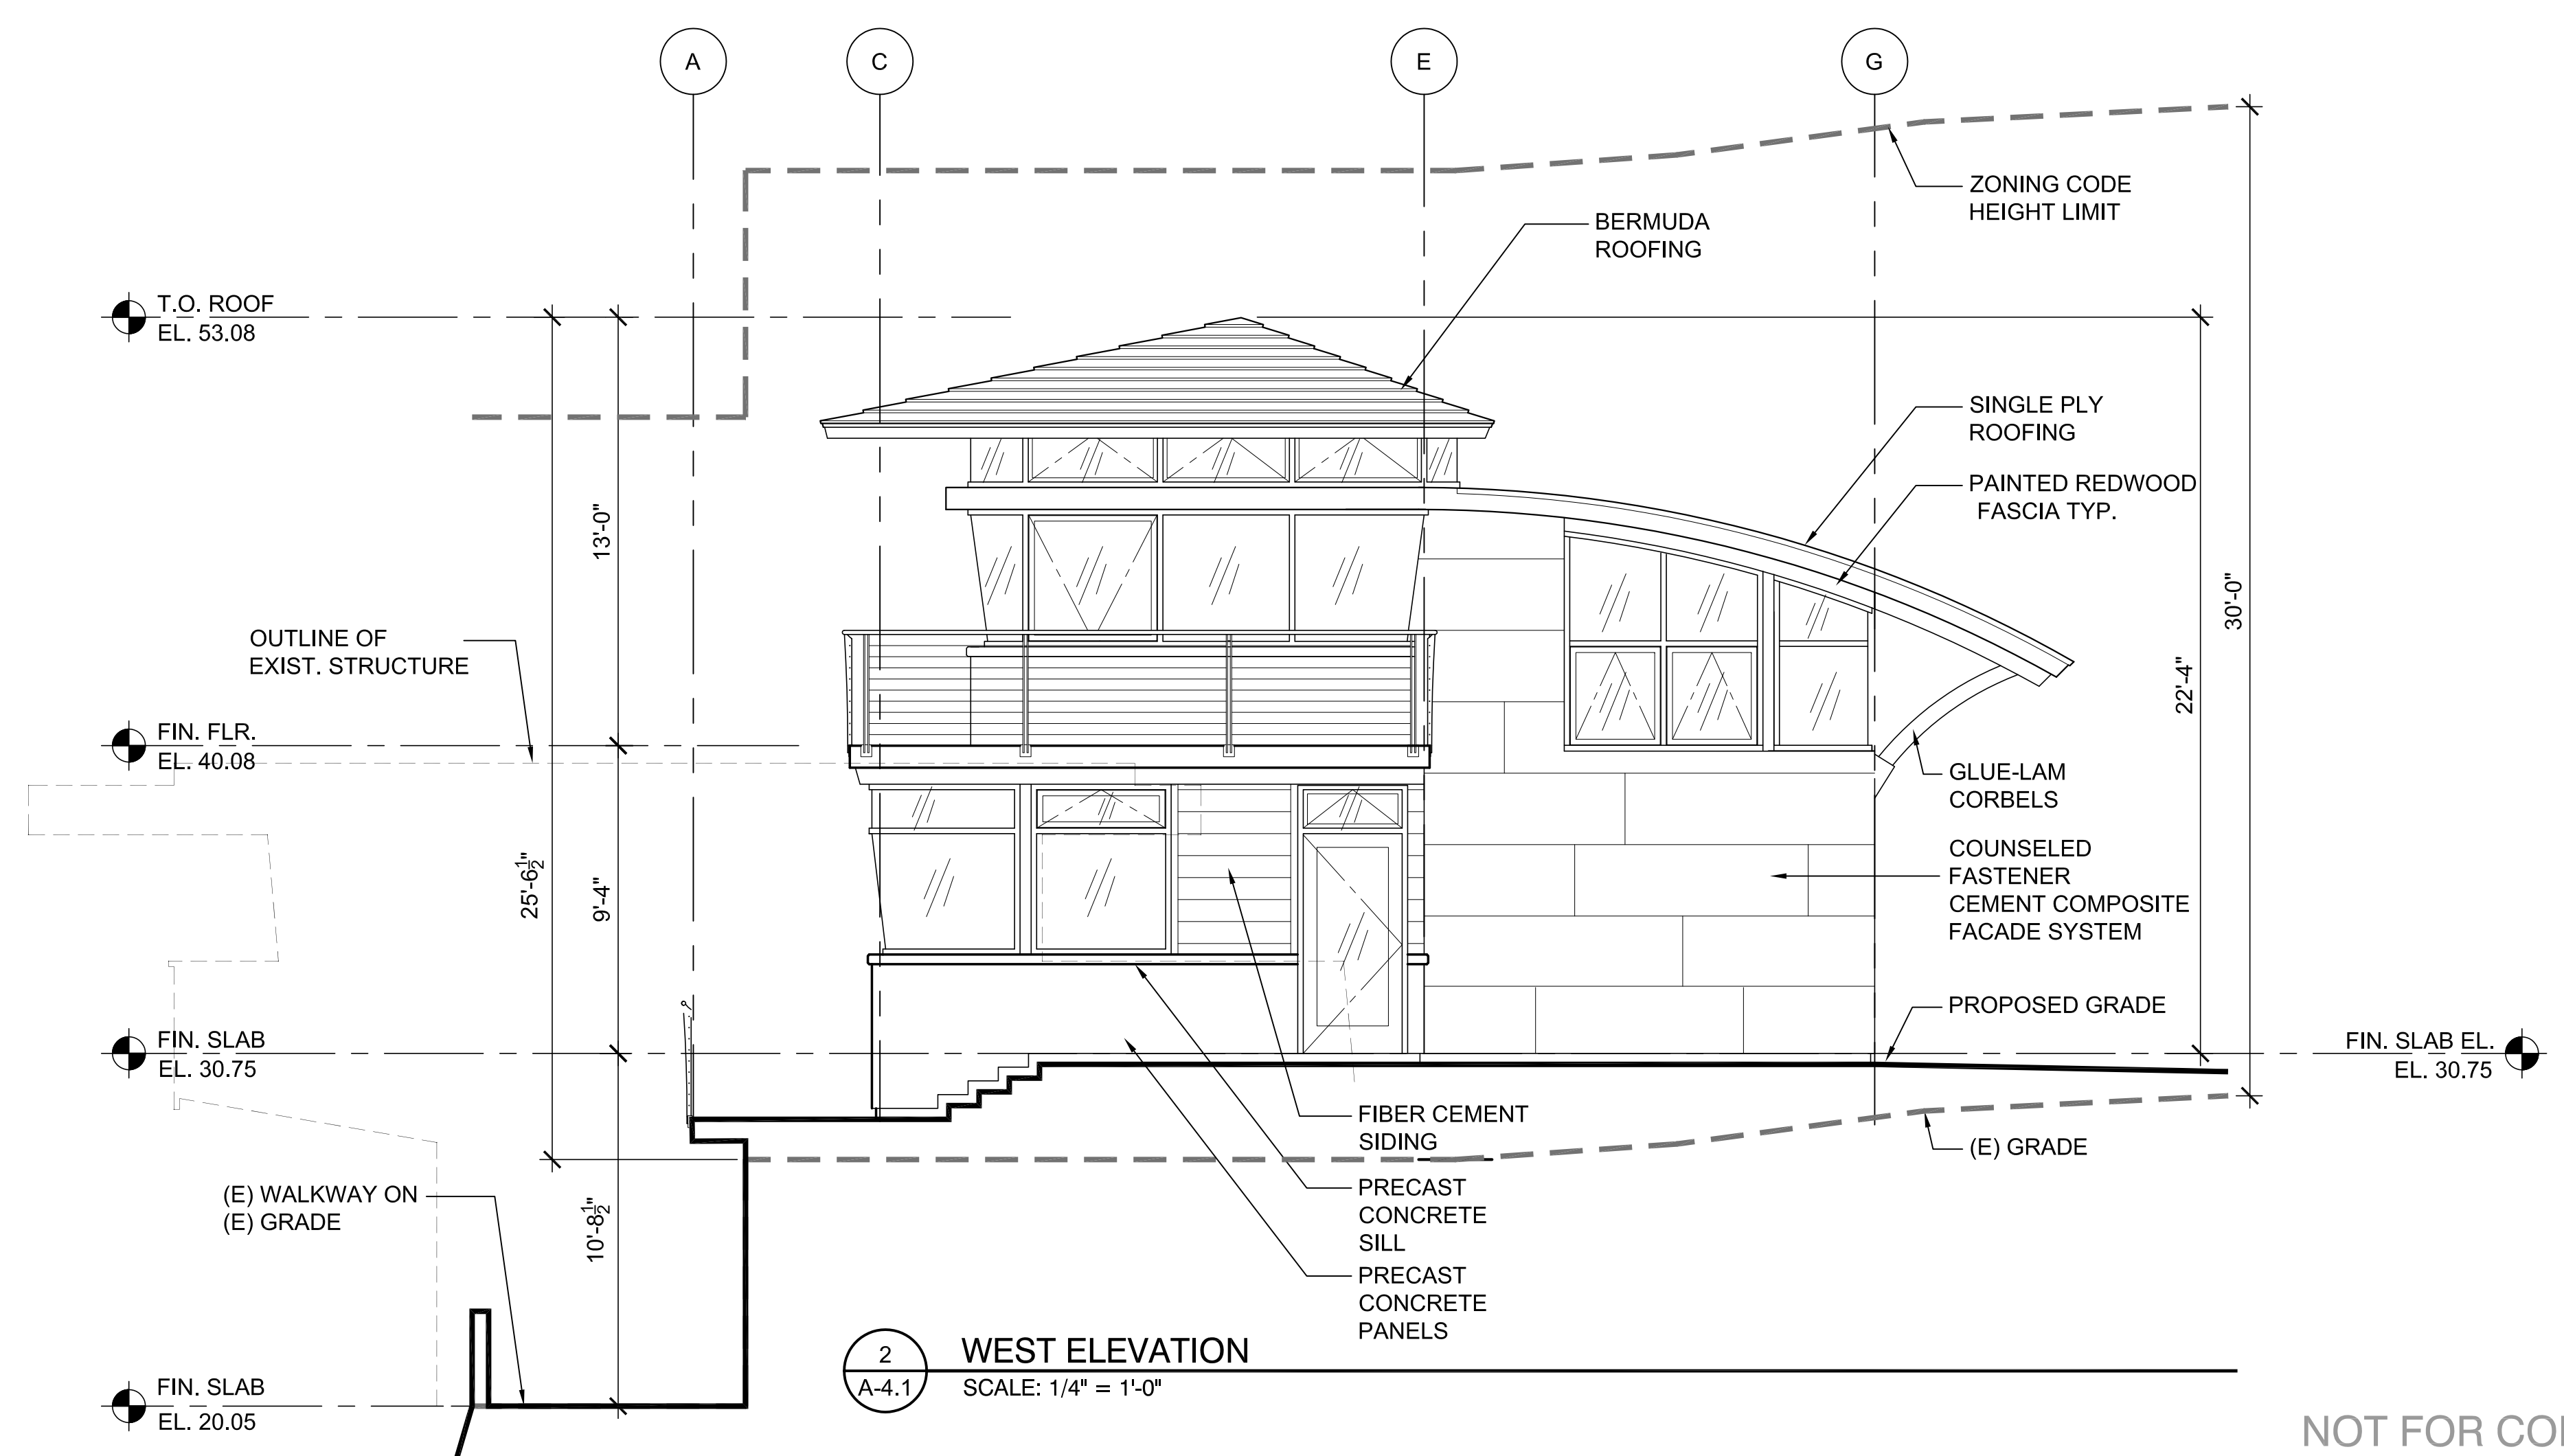 A
C
E
G
ZONING CODE
HEIGHT LIMIT
BERMUDA
ROOFING
T.O. ROOF
EL. 53.08
SINGLE PLY
ROOFING
PAINTED REDWOOD
FASCIA TYP.
13'-0"
30'-0"
OUTLINE OF
EXIST. STRUCTURE
22'-4"
FIN. FLR.
EL. 40.08
GLUE-LAM
CORBELS
25'-6½"
9'-4"
COUNSELED
FASTENER
CEMENT COMPOSITE
FACADE SYSTEM
PROPOSED GRADE
FIN. SLAB
EL. 30.75
FIN. SLAB EL.
EL. 30.75
FIBER CEMENT
SIDING
(E) GRADE
(E) WALKWAY ON
(E) GRADE
10'-8½"
PRECAST
CONCRETE
SILL
PRECAST
CONCRETE
PANELS
2
A-4.1
WEST ELEVATION
SCALE: 1/4" = 1'-0"
FIN. SLAB
EL. 20.05
NOT FOR CO